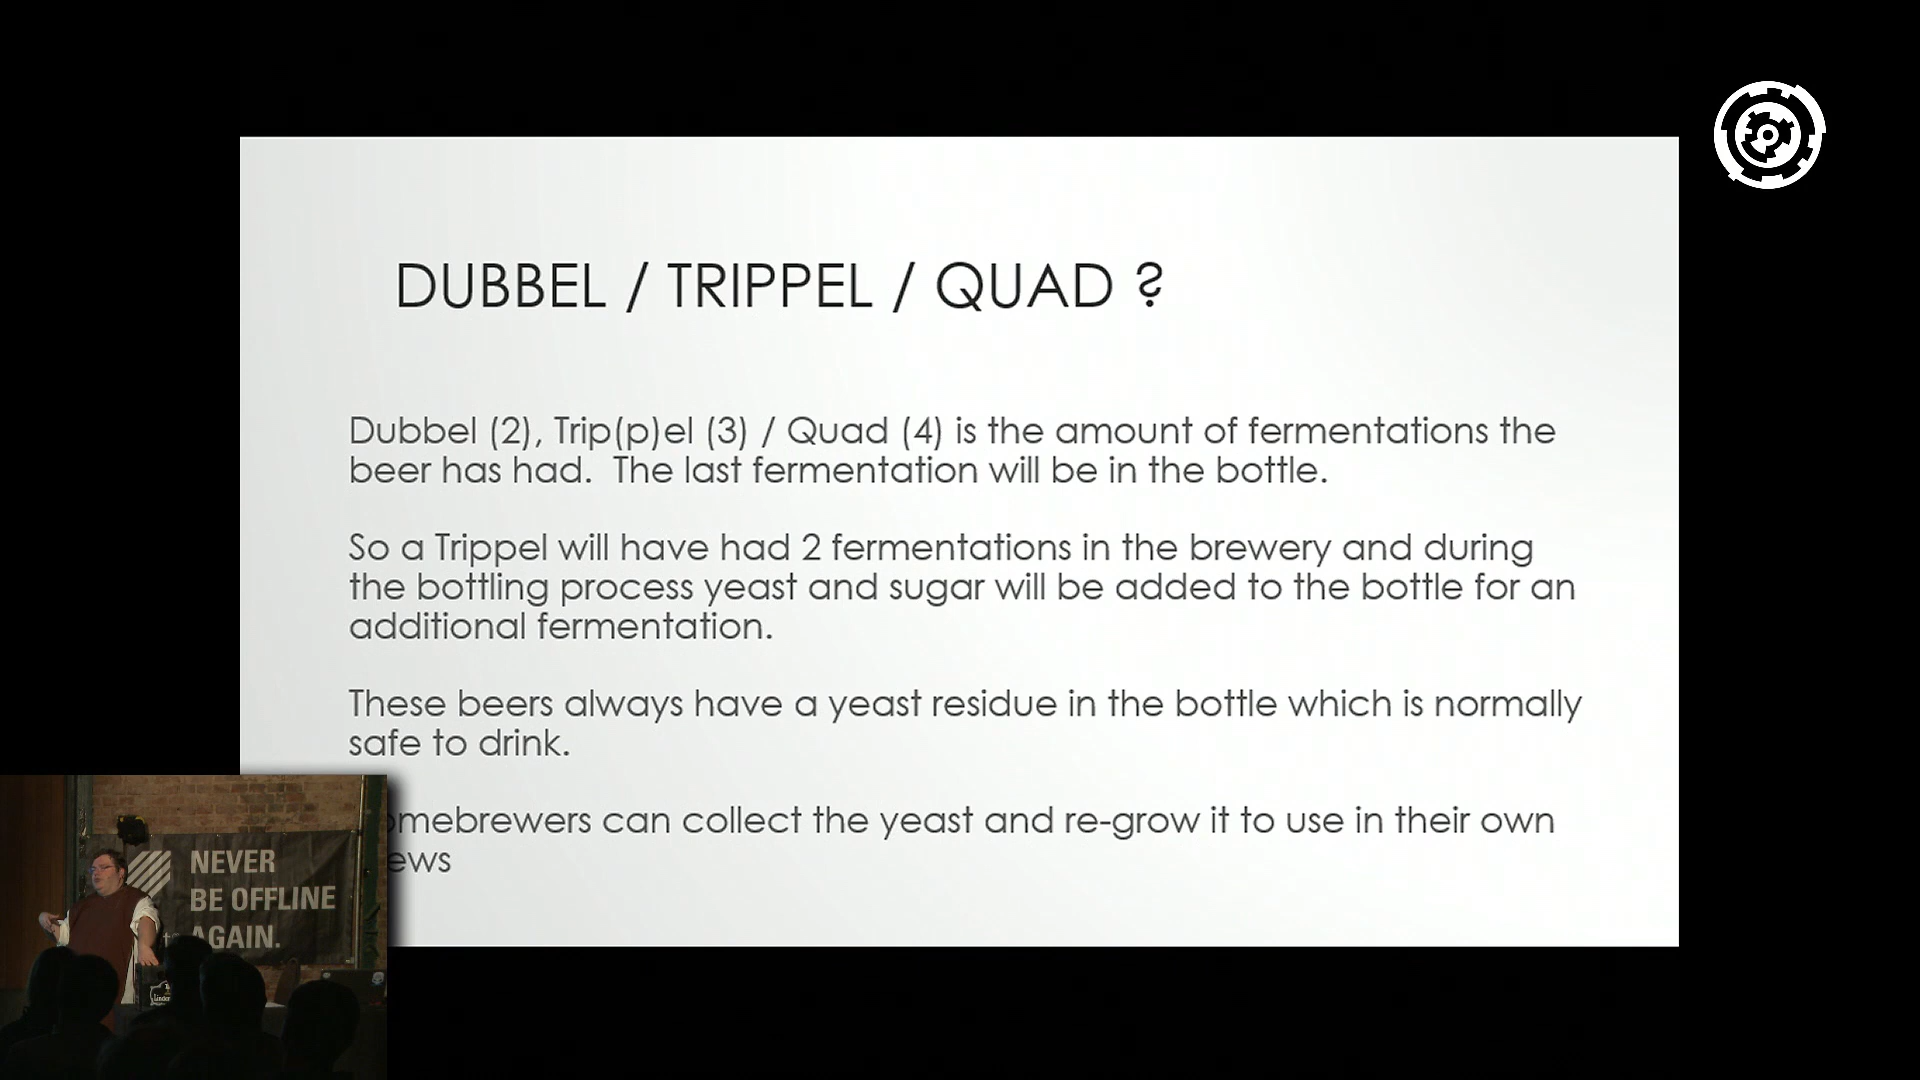 DUBBEL / TRIPPEL / QUAD ?
Dubbel (2), Trip(p)el (3) / Quad (4) is the amount of fermentations the
beer has had. The last fermentation will be in the bottle.
So a Trippel will have had 2 fermentations in the brewery and during
the bottling process yeast and sugar will be added to the bottle for an
additional fermentation.
These beers always have a yeast residue in the bottle which is normally
safe to drink.
omebrewers can collect the yeast and re-grow it to use in their own
ews
NEVER
BE OFFLINE
AGAIN.